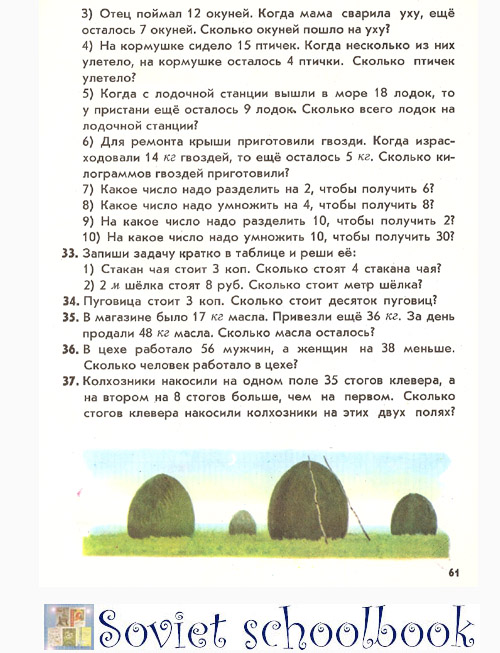 3) Отец поймал 12 окуней. Когда мама сварила уху, ещё
осталось 7 окуней. Сколько окуней пошло на уху?
4) На кормушке сидело 15 птичек. Когда несколько из них
улетело, на кормушке осталось 4 птички. Сколько птичек
улетело?
5) Когда с лодочной станции вышли в море 18 лодок, то
у пристани ещё осталось 9 лодок. Сколько всего лодок на
лодочной станции?
6) Для ремонта крыши приготовили гвозди. Когда израс-
ходовали 14 кг гвоздей, то ещё осталось 5 кг. Сколько ки-
лограммов гвоздей приготовили?
7) Какое число надо разделить на 2, чтобы получить 6?
8) Какое число надо умножить на 4, чтобы получить 8?
9) На какое число надо разделить 10, чтобы получить 2?
10) На какое число надо умножить 10, чтобы получить 30?
33. Запиши задачу кратко в таблице и реши её:
1) Стакан чая стоит 3 коп. Сколько стоят 4 стакана чая?
2) 2 м шёлка стоят 8 руб. Сколько стоит метр шёлка?
34. Пуговица стоит 3 коп. Сколько стоит десяток пуговиц?
35. В магазине было 17 кг масла. Привезли ещё 36 кг. За день
продали 48 кг масла. Сколько масла осталось?
36. В цехе работало 56 мужчин, а женщин на 38 меньше.
Сколько человек работало в цехе?
37. Колхозники накосили на одном поле 35 стогов клевера, а
на втором на 8 стогов больше, чем на первом. Сколько
стогов клевера накосили колхозники на этих двух полях?
61
Soviet schoolbook